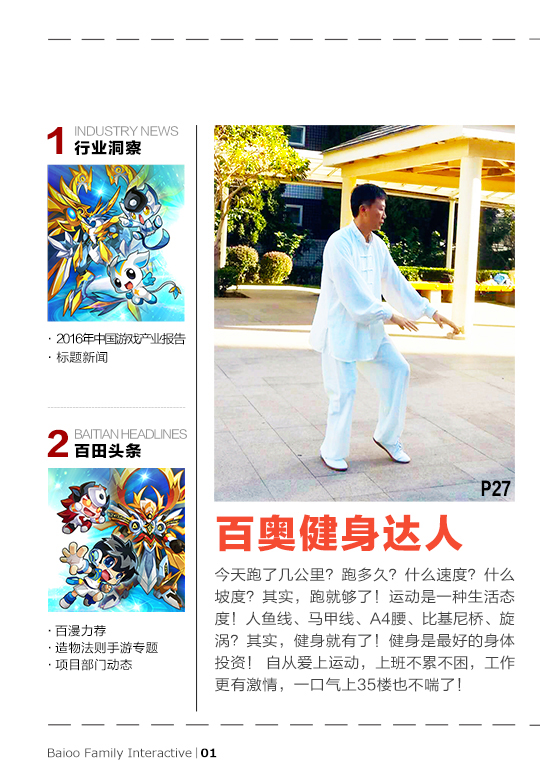 1 INDUSTRY NEWS
行业洞察
· 2016年中国游戏产业报告
· 标题新闻
2 BAITIAN HEADLINES
百田头条
· 百漫力荐
· 造物法则手游专题
· 项目部门动态
P27
百奥健身达人
今天跑了几公里？跑多久？什么速度？什么
坡度？其实，跑就够了！运动是一种生活态
度！人鱼线、马甲线、A4腰、比基尼桥、旋
涡？其实，健身就有了！健身是最好的身体
投资！ 自从爱上运动，上班不累不困，工作
更有激情，一口气上35楼也不喘了！
Baioo Family Interactive | 01